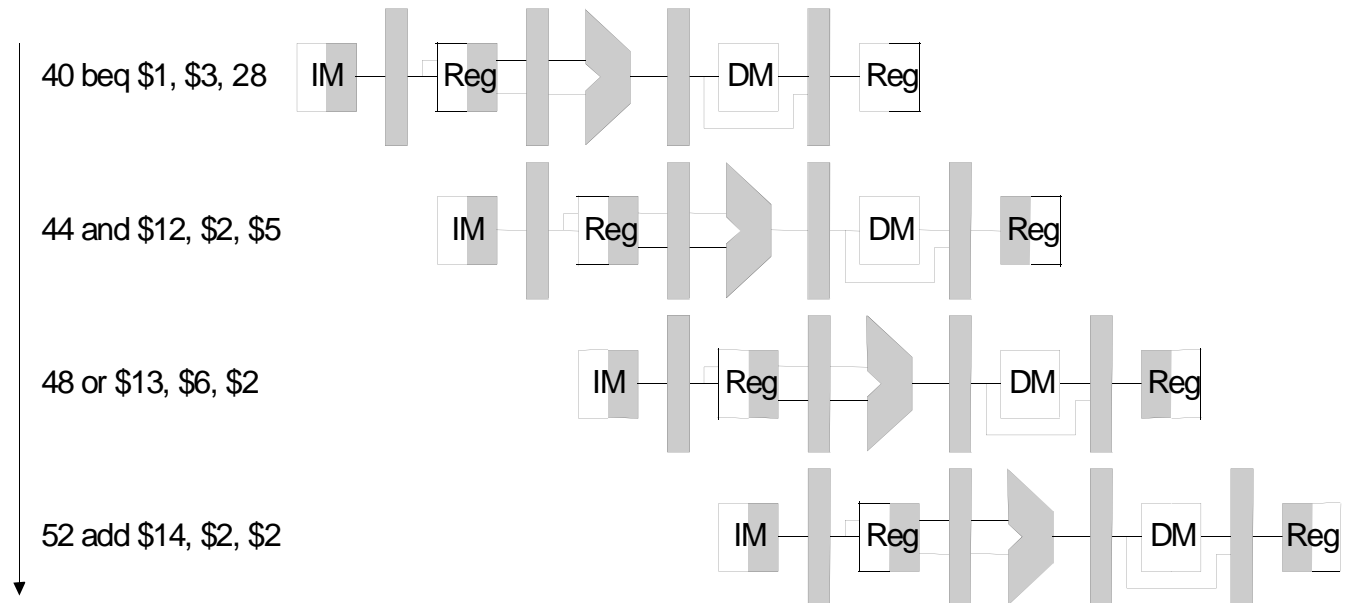 40 beq $1, $3, 28 IM Reg DM Reg
44 and $12, $2, $5 IM Reg DM Reg
48 or $13, $6, $2 IM Reg DM Reg
52 add $14, $2, $2 IM Reg DM Reg